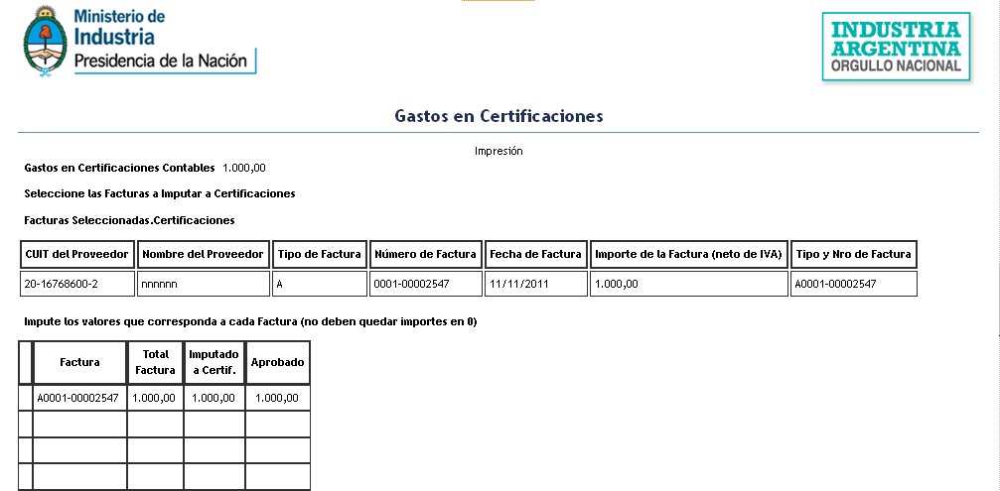 Ministerio de
Industria
Presidencia de la Nación
INDUSTRIA
ARGENTINA
ORGULLO NACIONAL
Gastos en Certificaciones
Impresión
Gastos en Certificaciones Contables 1.000,00
Seleccione las Facturas a Imputar a Certificaciones
Facturas Seleccionadas.Certificaciones
CUIT del Proveedor Nombre del Proveedor Tipo de Factura Número de Factura Fecha de Factura Importe de la Factura (neto de IVA) Tipo y Nro de Factura
20-16768600-2 nnnnnn A 0001-00002547 11/11/2011 1.000,00 A0001-00002547
Impute los valores que corresponda a cada Factura (no deben quedar importes en 0)
Factura Total Factura Imputado a Certif. Aprobado
A0001-00002547 1.000,00 1.000,00 1.000,00